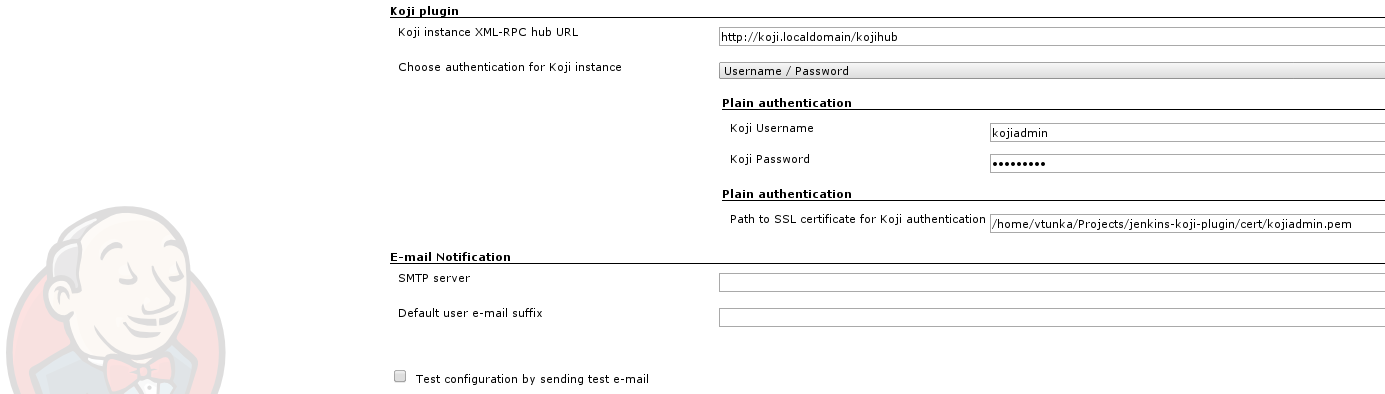 Koji plugin
Koji instance XML-RPC hub URL
http://koji.localdomain/kojihub
Choose authentication for Koji instance
Username / Password
Plain authentication
Koji Username
kojiadmin
Koji Password
•••••••••
Plain authentication
Path to SSL certificate for Koji authentication
/home/vtunka/Projects/jenkins-koji-plugin/cert/kojiadmin.pem
E-mail Notification
SMTP server
Default user e-mail suffix
Test configuration by sending test e-mail